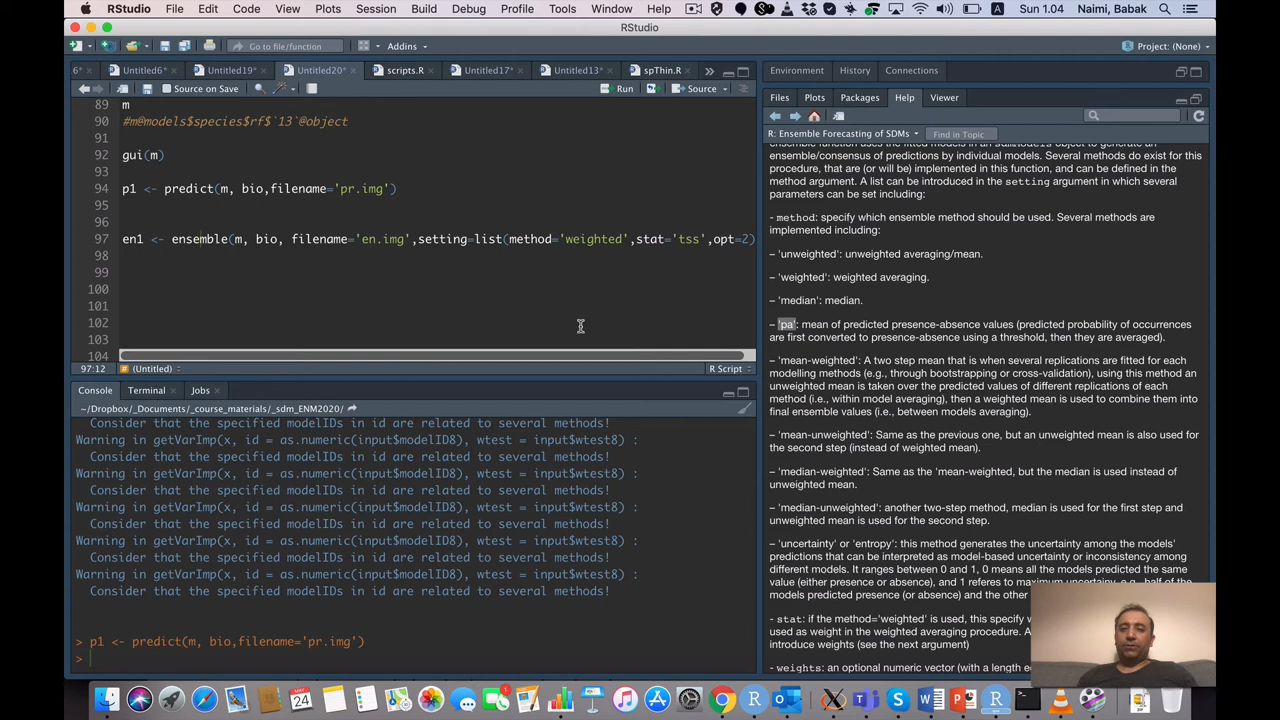 RStudio File Edit Code View Plots Session Build Debug Profile Tools Window Help Sun 1.04 Naimi, Babak
RStudio
Go to file/function Addins Project: (None)
6* Untitled6* Untitled19* Untitled20* scripts.R Untitled17* Untitled13* spThin.R
Source on Save Run Source
89 m
90 #m@models$species$rf$`13`@object
91
92 gui(m)
93
94 p1 <- predict(m, bio,filename='pr.img')
95
96
97 en1 <- ensemble(m, bio, filename='en.img',setting=list(method='weighted',stat='tss',opt=2)
98
99
100
101
102
103
104
97:12 (Untitled) R Script
Console Terminal Jobs
~/Dropbox/_Documents/_course_materials/_sdm_ENM2020/
Consider that the specified modelIDs in id are related to several methods!
Warning in getVarImp(x, id = as.numeric(input$modelID8), wtest = input$wtest8) :
Consider that the specified modelIDs in id are related to several methods!
Warning in getVarImp(x, id = as.numeric(input$modelID8), wtest = input$wtest8) :
Consider that the specified modelIDs in id are related to several methods!
Warning in getVarImp(x, id = as.numeric(input$modelID8), wtest = input$wtest8) :
Consider that the specified modelIDs in id are related to several methods!
Warning in getVarImp(x, id = as.numeric(input$modelID8), wtest = input$wtest8) :
Consider that the specified modelIDs in id are related to several methods!
Warning in getVarImp(x, id = as.numeric(input$modelID8), wtest = input$wtest8) :
Consider that the specified modelIDs in id are related to several methods!
> p1 <- predict(m, bio,filename='pr.img')
>
Environment History Connections
Files Plots Packages Help Viewer
R: Ensemble Forecasting of SDMs Find in Topic
ensemble function uses the fitted models in an sdmModels object to generate an
ensemble/consensus of predictions by individual models. Several methods do exist for this
procedure, that are (or will be) implemented in this function, and can be defined in the
method argument. A list can be introduced in the setting argument in which several
parameters can be set including:
- method: specify which ensemble method should be used. Several methods are
implemented including:
– 'unweighted': unweighted averaging/mean.
– 'weighted': weighted averaging.
– 'median': median.
– 'pa': mean of predicted presence-absence values (predicted probability of occurrences
are first converted to presence-absence using a threshold, then they are averaged).
– 'mean-weighted': A two step mean that is when several replications are fitted for each
modelling methods (e.g., through bootstrapping or cross-validation), using this method an
unweighted mean is taken over the predicted values of different replications of each
method (i.e., within model averaging), then a weighted mean is used to combine them into
final ensemble values (i.e., between models averaging).
– 'mean-unweighted': Same as the previous one, but an unweighted mean is also used for
the second step (instead of weighted mean).
– 'median-weighted': Same as the 'mean-weighted, but the median is used instead of
unweighted mean.
– 'median-unweighted': another two-step method, median is used for the first step and
unweighted mean is used for the second step.
– 'uncertainty' or 'entropy': this method generates the uncertainty among the models'
predictions that can be interpreted as model-based uncertainty or inconsistency among
different models. It ranges between 0 and 1, 0 means all the models predicted the same
value (either presence or absence), and 1 referes to maximum uncertainty, e.g., half of the
models predicted presence (or absence) and the other
- stat: if the method='weighted' is used, this specify w
used as weight in the weighted averaging procedure. A
introduce weights (see the next argument)
- weights: an optional numeric vector (with a length e